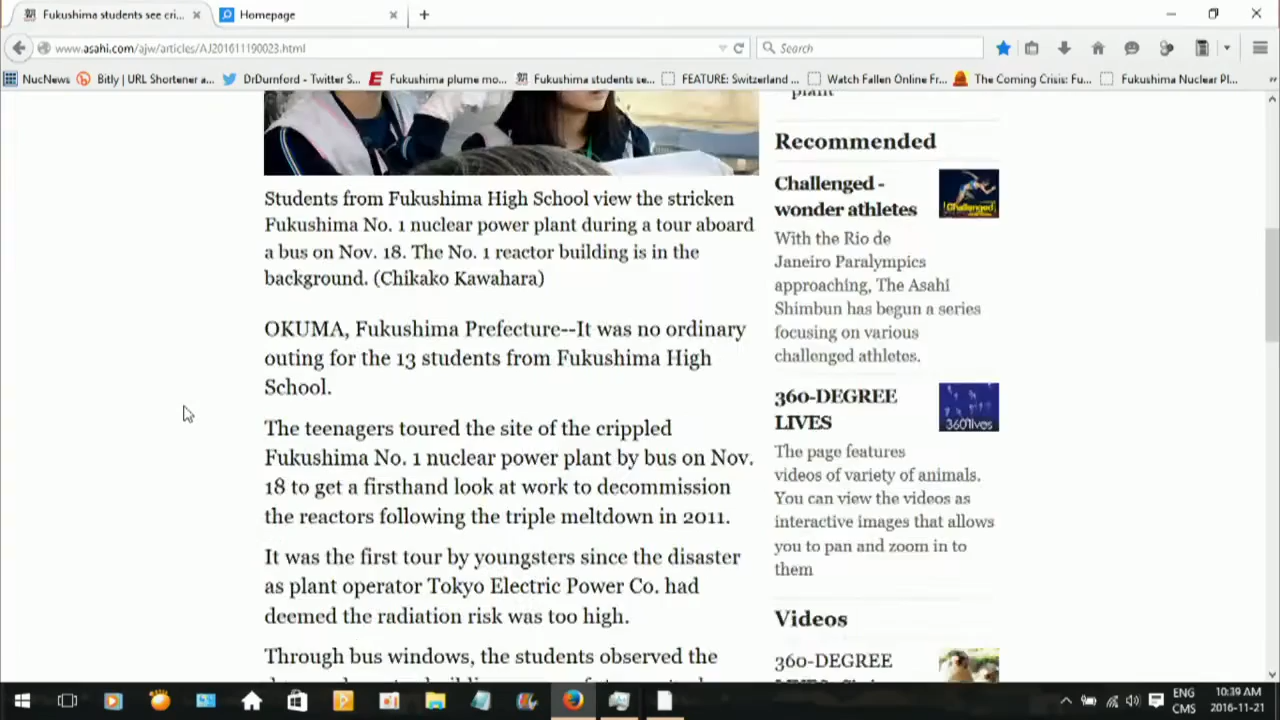 Fukushima students see cri...
Homepage
www.asahi.com/ajw/articles/AJ201611190023.html
Search
NucNews
Bitly | URL Shortener a...
DrDurnford - Twitter S...
Fukushima plume mo...
Fukushima students se...
FEATURE: Switzerland ...
Watch Fallen Online Fr...
The Coming Crisis: Fu...
Fukushima Nuclear Pl...
Students from Fukushima High School view the stricken
Fukushima No. 1 nuclear power plant during a tour aboard
a bus on Nov. 18. The No. 1 reactor building is in the
background. (Chikako Kawahara)
OKUMA, Fukushima Prefecture--It was no ordinary
outing for the 13 students from Fukushima High
School.
The teenagers toured the site of the crippled
Fukushima No. 1 nuclear power plant by bus on Nov.
18 to get a firsthand look at work to decommission
the reactors following the triple meltdown in 2011.
It was the first tour by youngsters since the disaster
as plant operator Tokyo Electric Power Co. had
deemed the radiation risk was too high.
Through bus windows, the students observed the
plant
Recommended
Challenged -
wonder athletes
Challenged
With the Rio de
Janeiro Paralympics
approaching, The Asahi
Shimbun has begun a series
focusing on various
challenged athletes.
360-DEGREE
LIVES
360°lives
The page features
videos of variety of animals.
You can view the videos as
interactive images that allows
you to pan and zoom in to
them
Videos
360-DEGREE
ENG
CMS
10:39 AM
2016-11-21